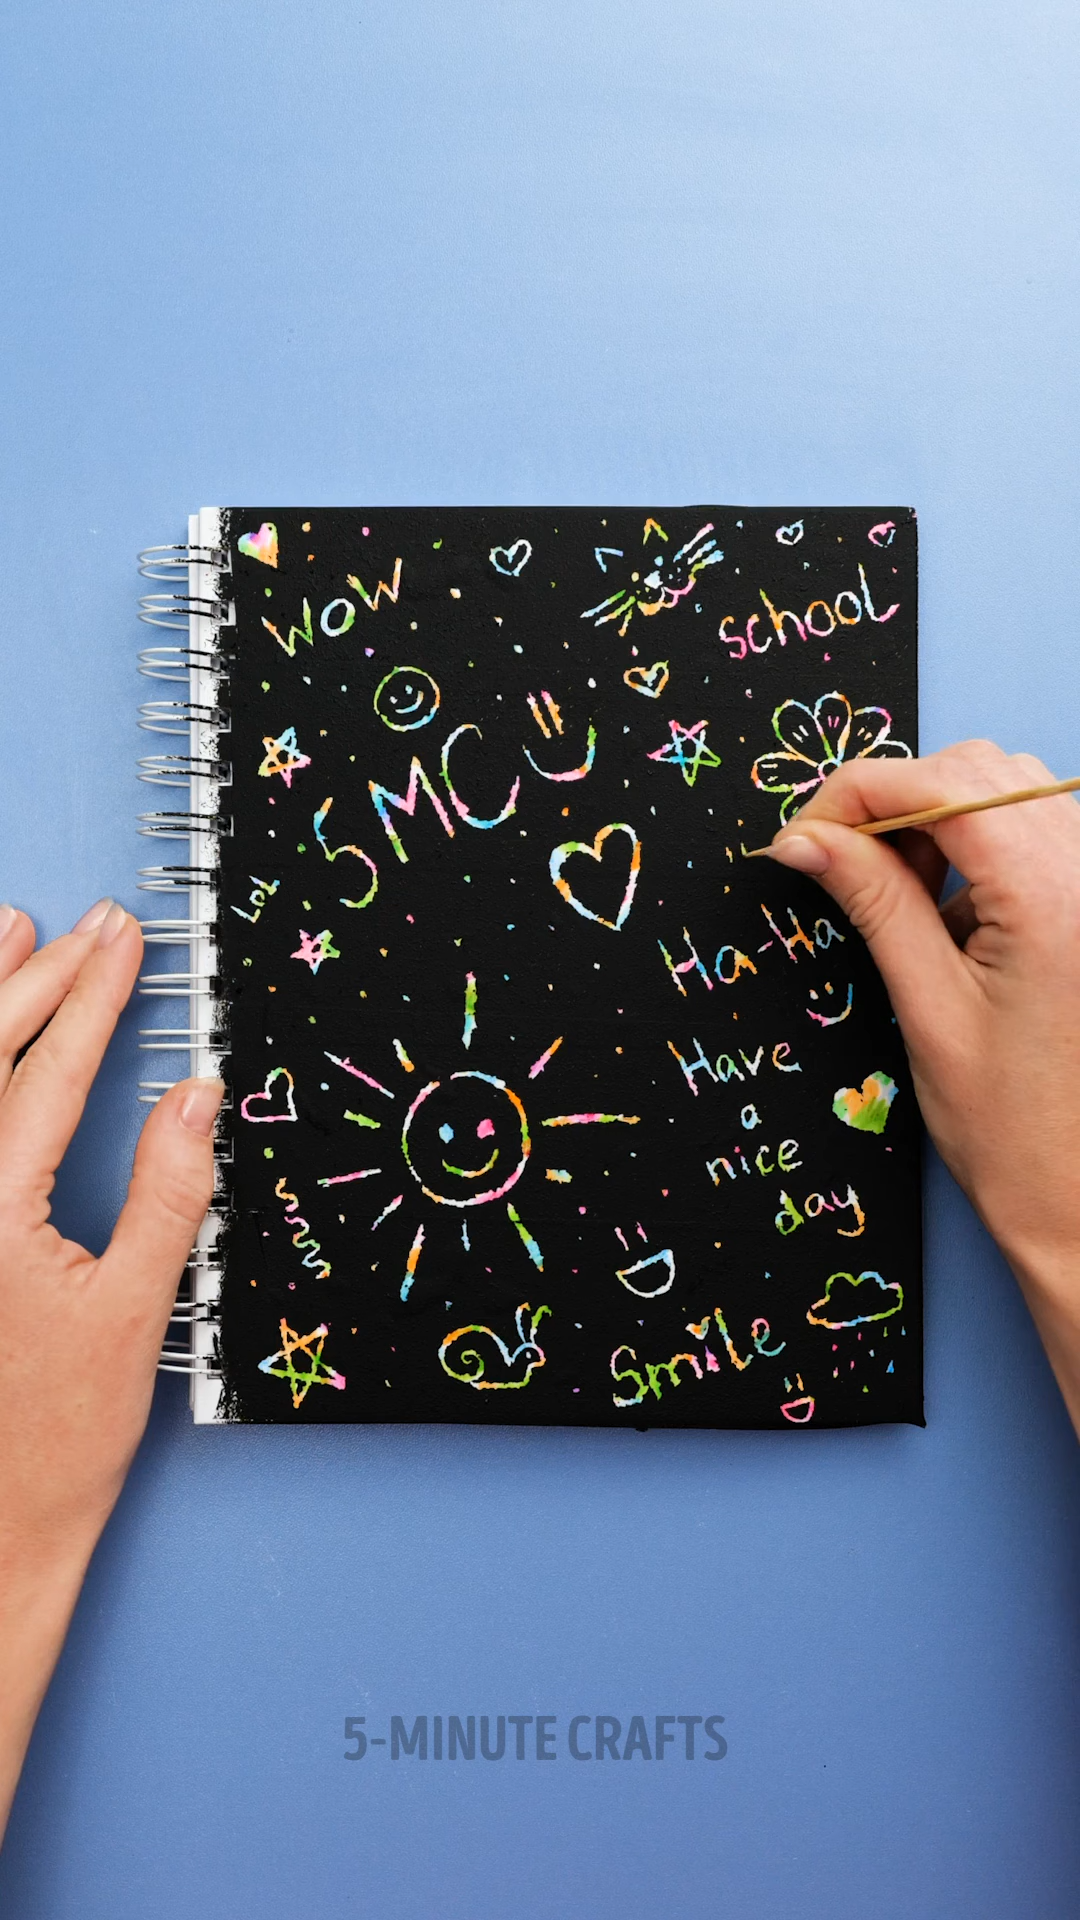 wow
school
5MC
Lol
Ha-Ha
Have
a
nice
day
Smile
5-MINUTE CRAFTS